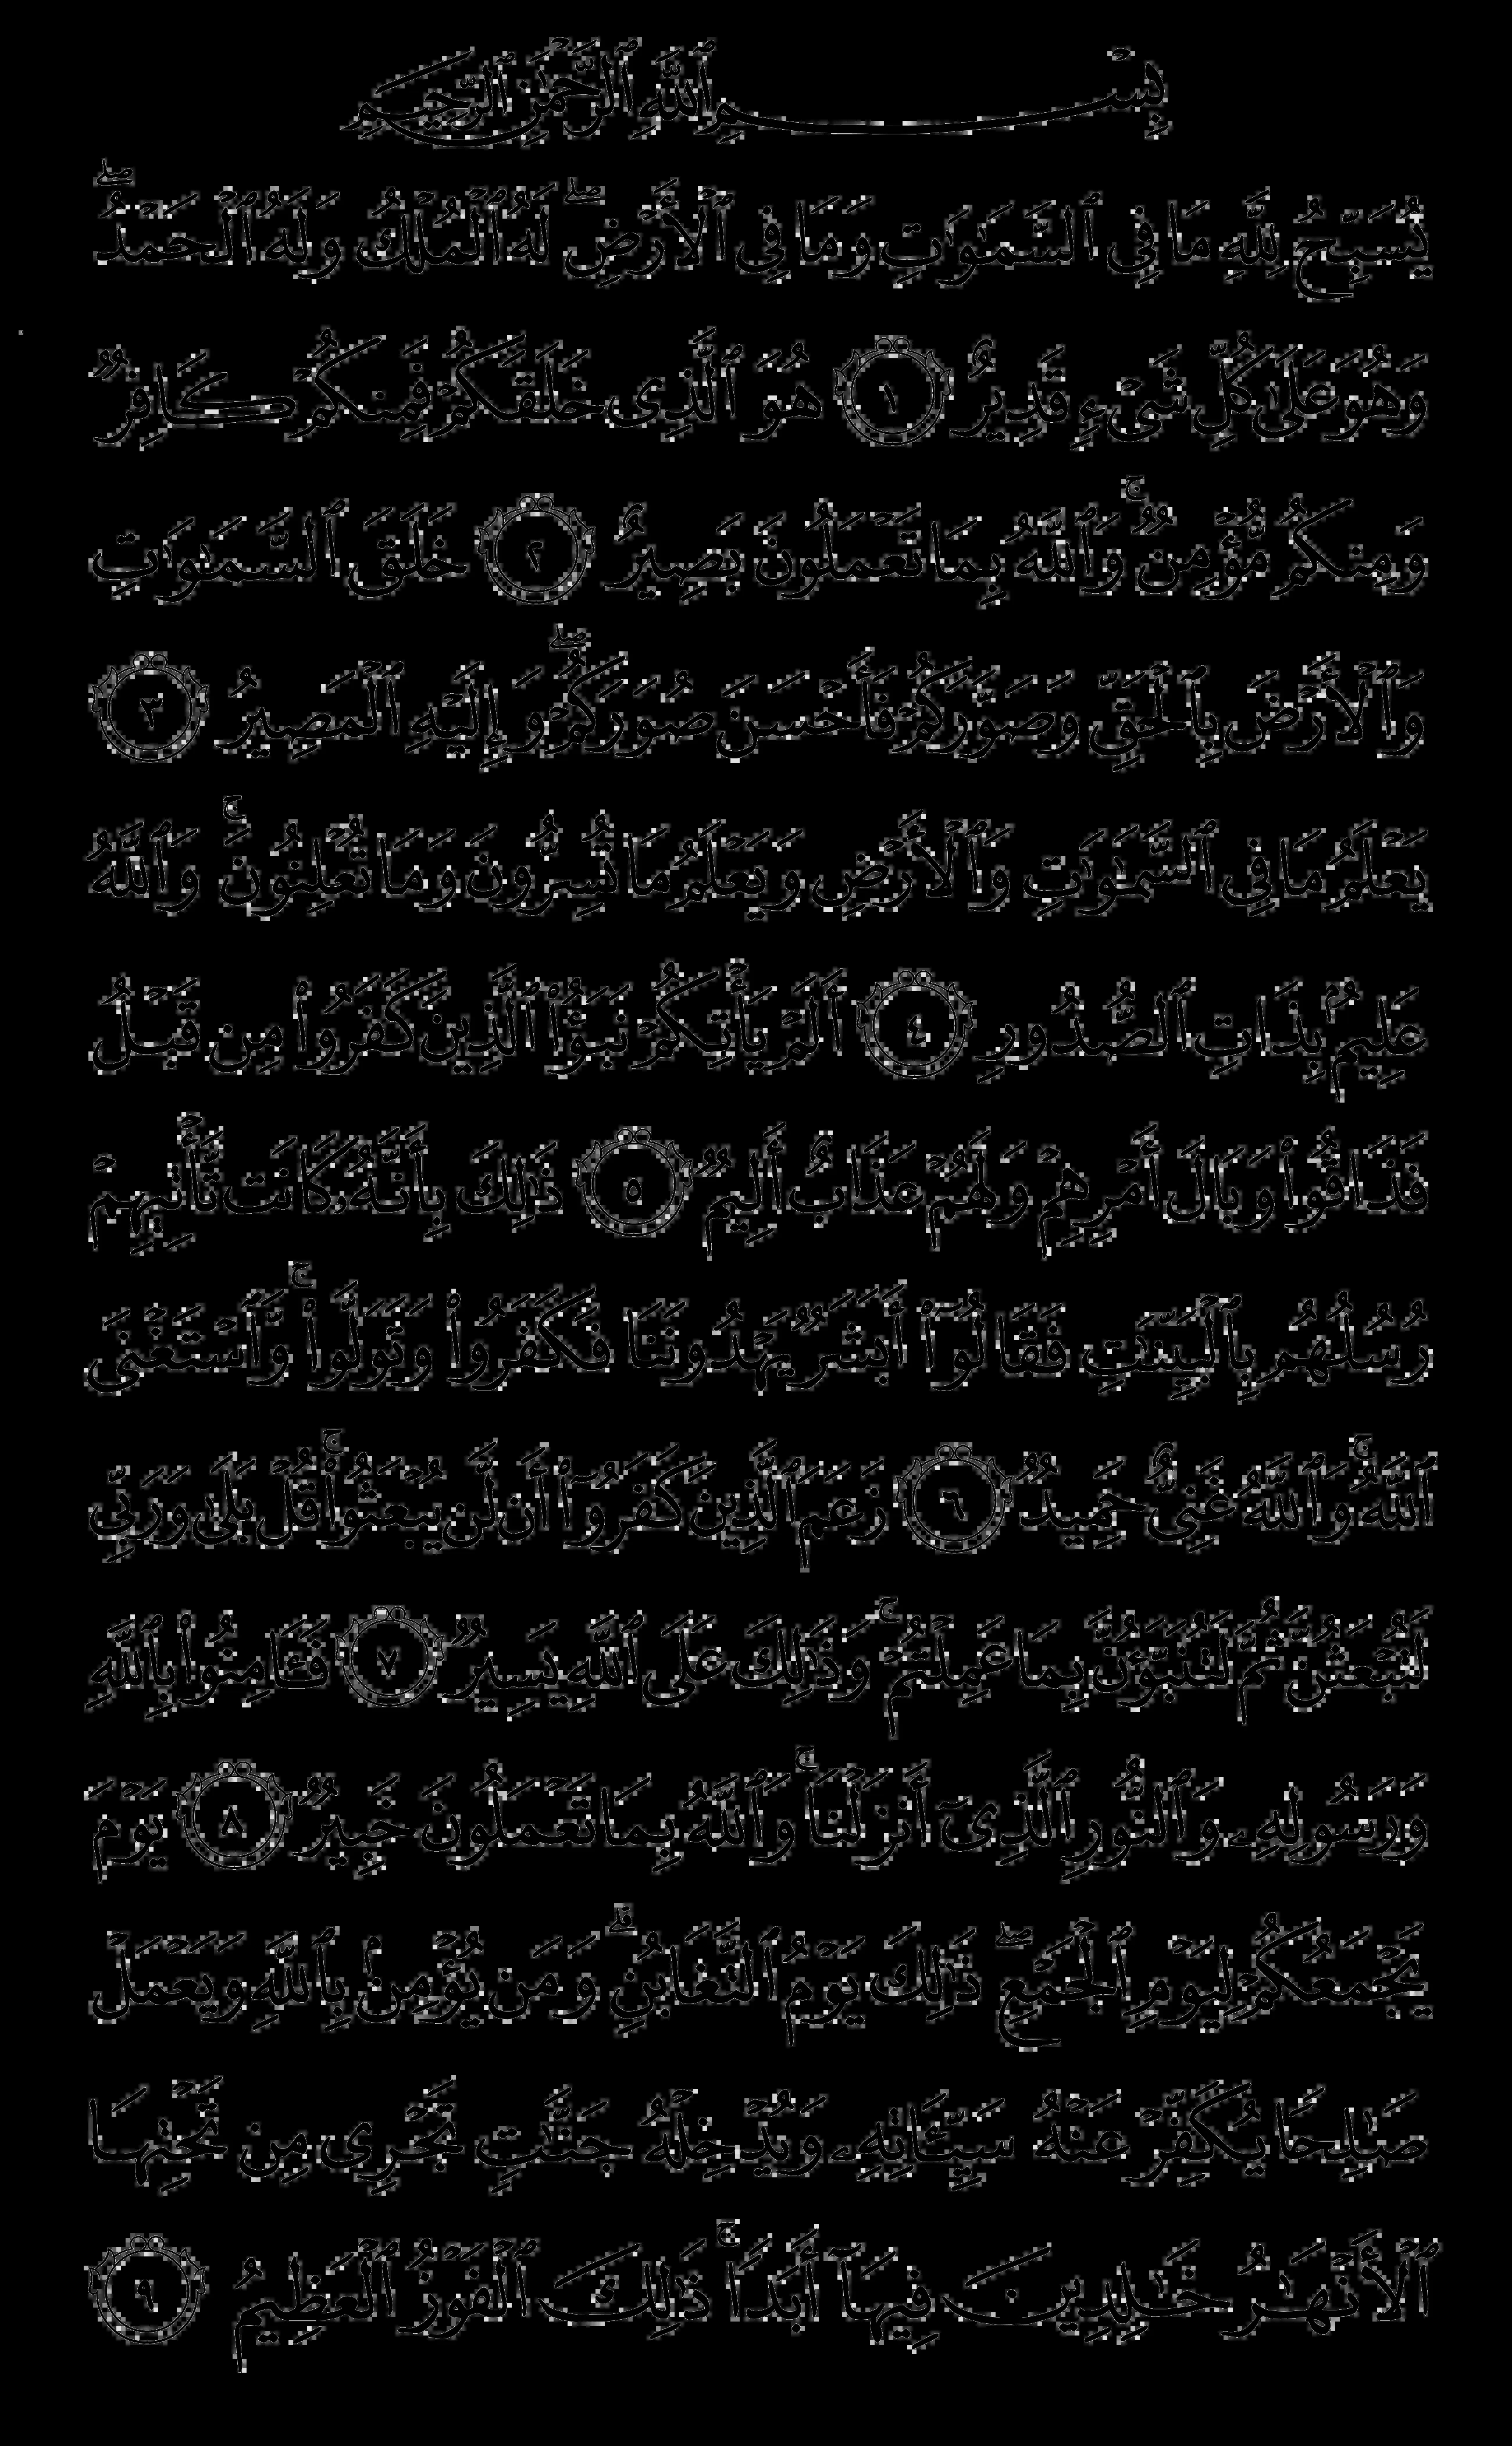 بِسْمِ ٱللَّهِ ٱلرَّحْمَٰنِ ٱلرَّحِيمِ
يُسَبِّحُ لِلَّهِ مَا فِى ٱلسَّمَٰوَٰتِ وَمَا فِى ٱلْأَرْضِ ۖ لَهُ ٱلْمُلْكُ وَلَهُ ٱلْحَمْدُ ۖ
وَهُوَ عَلَىٰ كُلِّ شَىْءٍ قَدِيرٌ ١ هُوَ ٱلَّذِى خَلَقَكُمْ فَمِنكُمْ كَافِرٌ
وَمِنكُم مُّؤْمِنٌ ۚ وَٱللَّهُ بِمَا تَعْمَلُونَ بَصِيرٌ ٢ خَلَقَ ٱلسَّمَٰوَٰتِ
وَٱلْأَرْضَ بِٱلْحَقِّ وَصَوَّرَكُمْ فَأَحْسَنَ صُوَرَكُمْ ۖ وَإِلَيْهِ ٱلْمَصِيرُ ٣
يَعْلَمُ مَا فِى ٱلسَّمَٰوَٰتِ وَٱلْأَرْضِ وَيَعْلَمُ مَا تُسِرُّونَ وَمَا تُعْلِنُونَ ۚ وَٱللَّهُ
عَلِيمٌۢ بِذَاتِ ٱلصُّدُورِ ٤ أَلَمْ يَأْتِكُمْ نَبَؤُا۟ ٱلَّذِينَ كَفَرُوا۟ مِن قَبْلُ
فَذَاقُوا۟ وَبَالَ أَمْرِهِمْ وَلَهُمْ عَذَابٌ أَلِيمٌ ٥ ذَٰلِكَ بِأَنَّهُۥ كَانَت تَّأْتِيهِمْ
رُسُلُهُم بِٱلْبَيِّنَٰتِ فَقَالُوٓا۟ أَبَشَرٌ يَهْدُونَنَا فَكَفَرُوا۟ وَتَوَلَّوا۟ ۚ وَّٱسْتَغْنَى
ٱللَّهُ ۚ وَٱللَّهُ غَنِىٌّ حَمِيدٌ ٦ زَعَمَ ٱلَّذِينَ كَفَرُوٓا۟ أَن لَّن يُبْعَثُوا۟ ۚ قُلْ بَلَىٰ وَرَبِّى
لَتُبْعَثُنَّ ثُمَّ لَتُنَبَّؤُنَّ بِمَا عَمِلْتُمْ ۚ وَذَٰلِكَ عَلَى ٱللَّهِ يَسِيرٌ ٧ فَـَٔامِنُوا۟ بِٱللَّهِ
وَرَسُولِهِۦ وَٱلنُّورِ ٱلَّذِىٓ أَنزَلْنَا ۚ وَٱللَّهُ بِمَا تَعْمَلُونَ خَبِيرٌ ٨ يَوْمَ
يَجْمَعُكُمْ لِيَوْمِ ٱلْجَمْعِ ۖ ذَٰلِكَ يَوْمُ ٱلتَّغَابُنِ ۗ وَمَن يُؤْمِنۢ بِٱللَّهِ وَيَعْمَلْ
صَٰلِحًا يُكَفِّرْ عَنْهُ سَيِّـَٔاتِهِۦ وَيُدْخِلْهُ جَنَّٰتٍ تَجْرِى مِن تَحْتِهَا
ٱلْأَنْهَٰرُ خَٰلِدِينَ فِيهَآ أَبَدًا ۚ ذَٰلِكَ ٱلْفَوْزُ ٱلْعَظِيمُ ٩